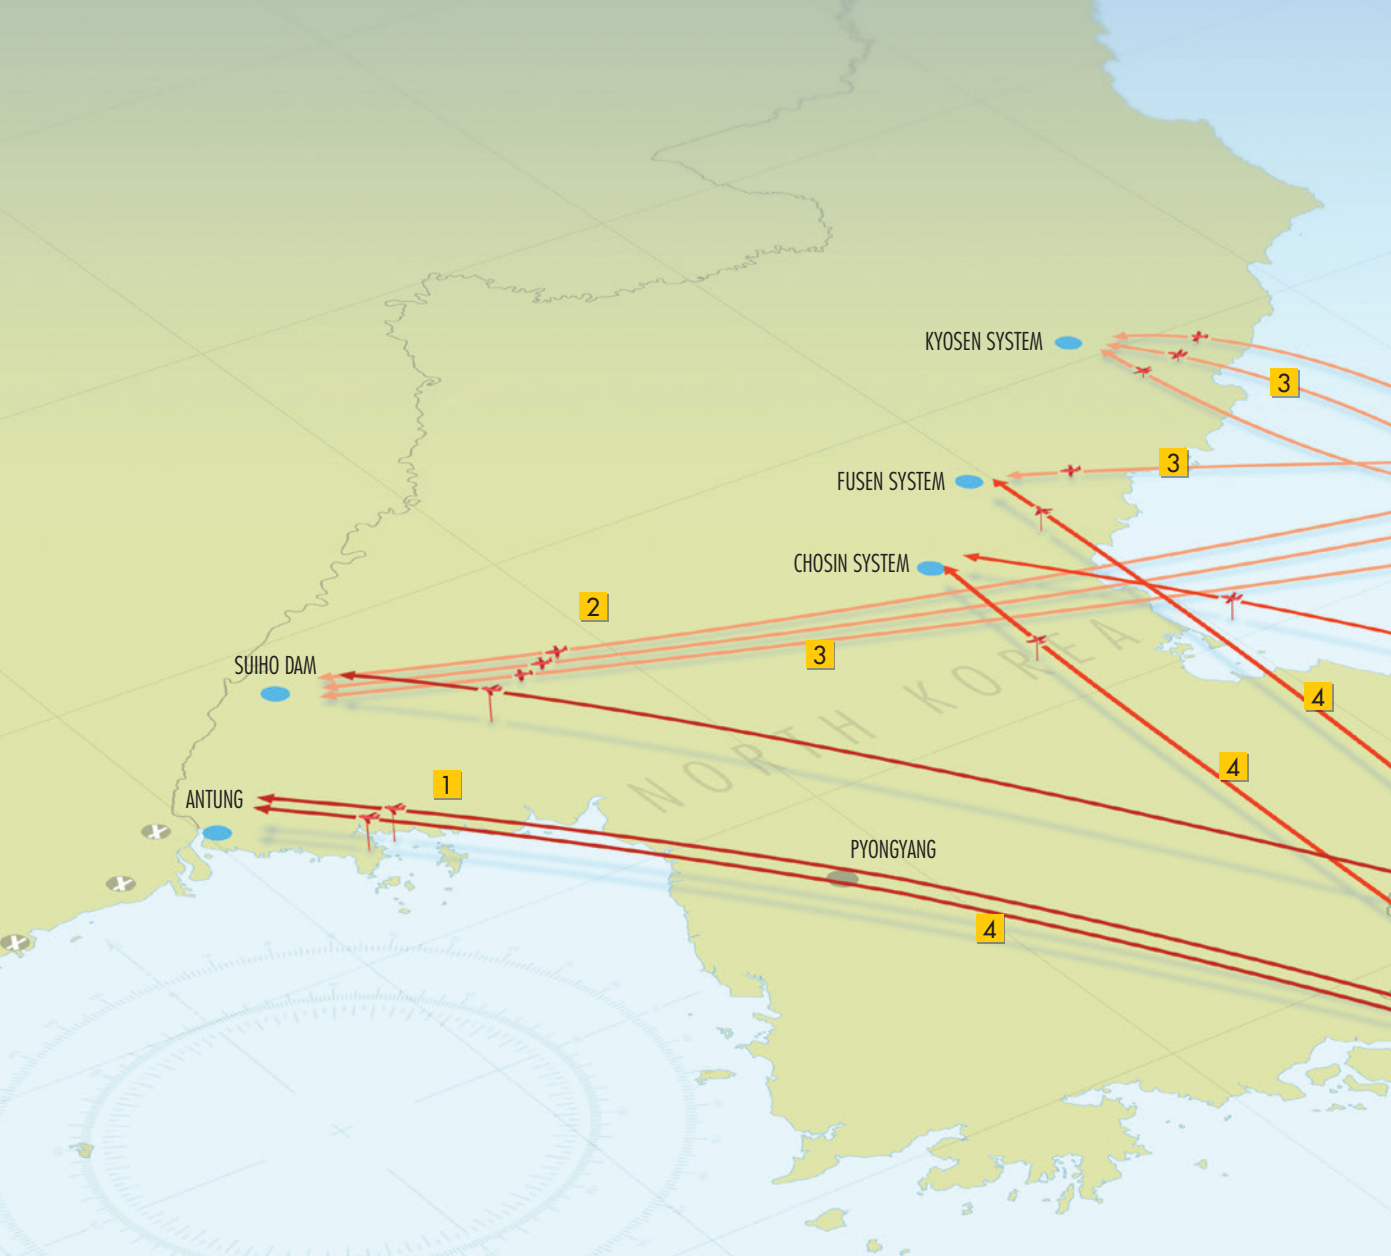 KYOSEN SYSTEM
3
3
FUSEN SYSTEM
CHOSIN SYSTEM
2
3
SUIHO DAM
4
NORTH KOREA
4
1
ANTUNG
PYONGYANG
4